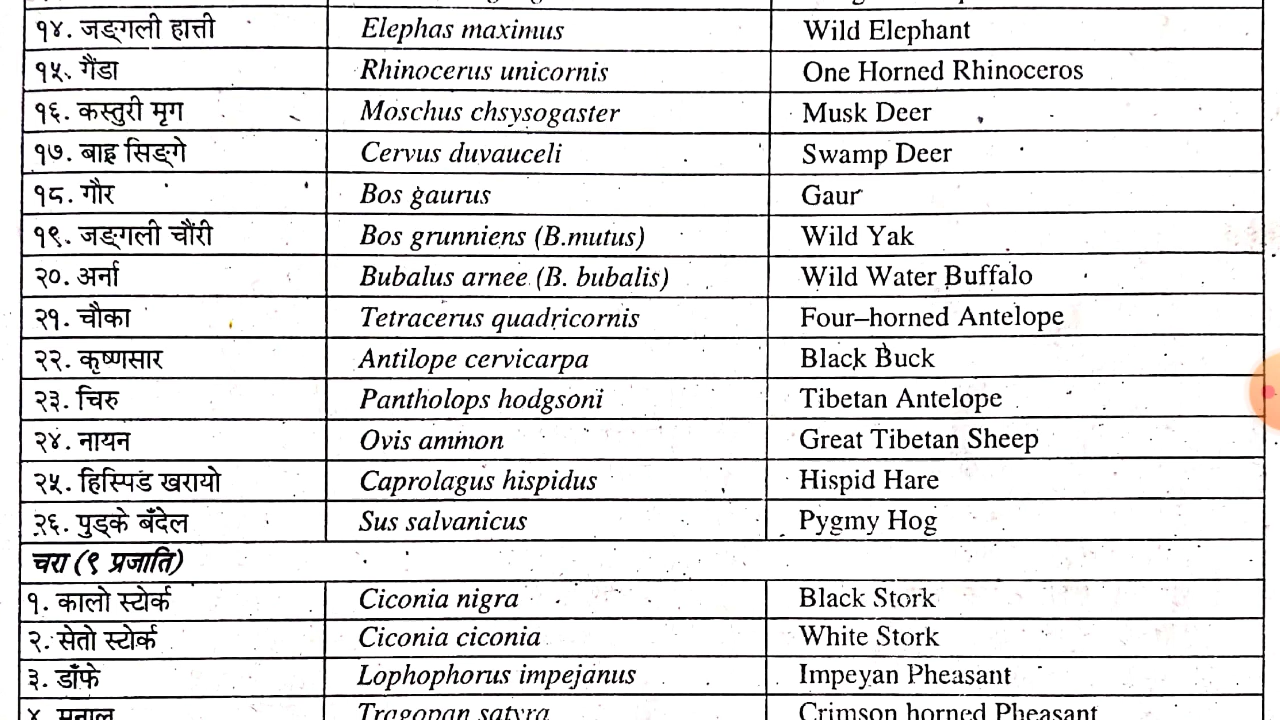 १४. जङ्गली हात्ती Elephas maximus Wild Elephant
१५. गैंडा Rhinocerus unicornis One Horned Rhinoceros
१६. कस्तुरी मृग Moschus chsysogaster Musk Deer
१७. बाह्र सिङ्गे Cervus duvauceli Swamp Deer
१८. गौर Bos gaurus Gaur
१९. जङ्गली चौंरी Bos grunniens (B.mutus) Wild Yak
२०. अर्ना Bubalus arnee (B. bubalis) Wild Water Buffalo
२१. चौका Tetracerus quadricornis Four–horned Antelope
२२. कृष्णसार Antilope cervicarpa Black Buck
२३. चिरु Pantholops hodgsoni Tibetan Antelope
२४. नायन Ovis ammon Great Tibetan Sheep
२५. हिस्पिड खरायो Caprolagus hispidus Hispid Hare
२६. पुड्के बँदेल Sus salvanicus Pygmy Hog
चरा (९ प्रजाति)
१. कालो स्टोर्क Ciconia nigra Black Stork
२. सेतो स्टोर्क Ciconia ciconia White Stork
३. डाँफे Lophophorus impejanus Impeyan Pheasant
४. मुनाल Tragopan satyra Crimson horned Pheasant